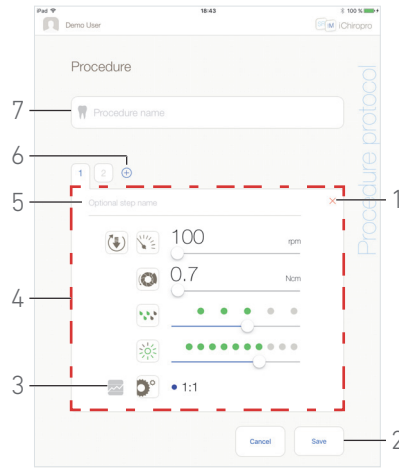 iPad 18:43 100 %
Demo User iChiropro
Procedure
Procedure protocol
7 Procedure name
6
1 2
5 Optional step name 1
100 rpm
0.7 Ncm
4
3 1:1
Cancel Save 2